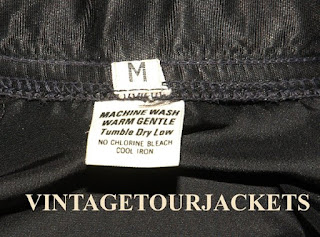 M
MACHINE WASH
WARM GENTLE
Tumble Dry Low
NO CHLORINE BLEACH
COOL IRON
VINTAGETOURJACKETS